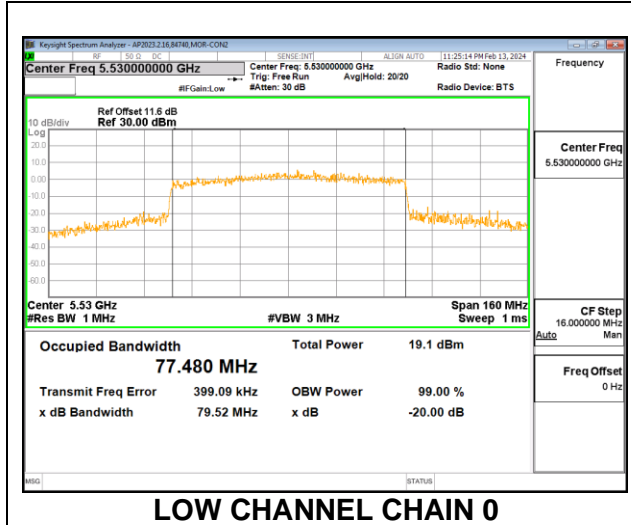 Keysight Spectrum Analyzer - AP2023.2.16,84740,MOR-CON2
RF 50 Ω DC SENSE:INT ALIGN AUTO 11:25:14 PM Feb 13, 2024
Center Freq 5.530000000 GHz
Center Freq: 5.530000000 GHz Radio Std: None
Trig: Free Run Avg|Hold: 20/20
#IFGain:Low #Atten: 30 dB Radio Device: BTS
Frequency
Ref Offset 11.6 dB
10 dB/div Ref 30.00 dBm
Log
20.0
10.0
0.00
-10.0
-20.0
-30.0
-40.0
-50.0
-60.0
Center Freq
5.530000000 GHz
Center 5.53 GHz Span 160 MHz
#Res BW 1 MHz #VBW 3 MHz Sweep 1 ms
CF Step
16.000000 MHz
Auto Man
Occupied Bandwidth Total Power 19.1 dBm
77.480 MHz
Freq Offset
0 Hz
Transmit Freq Error 399.09 kHz OBW Power 99.00 %
x dB Bandwidth 79.52 MHz x dB -20.00 dB
MSG STATUS
LOW CHANNEL CHAIN 0